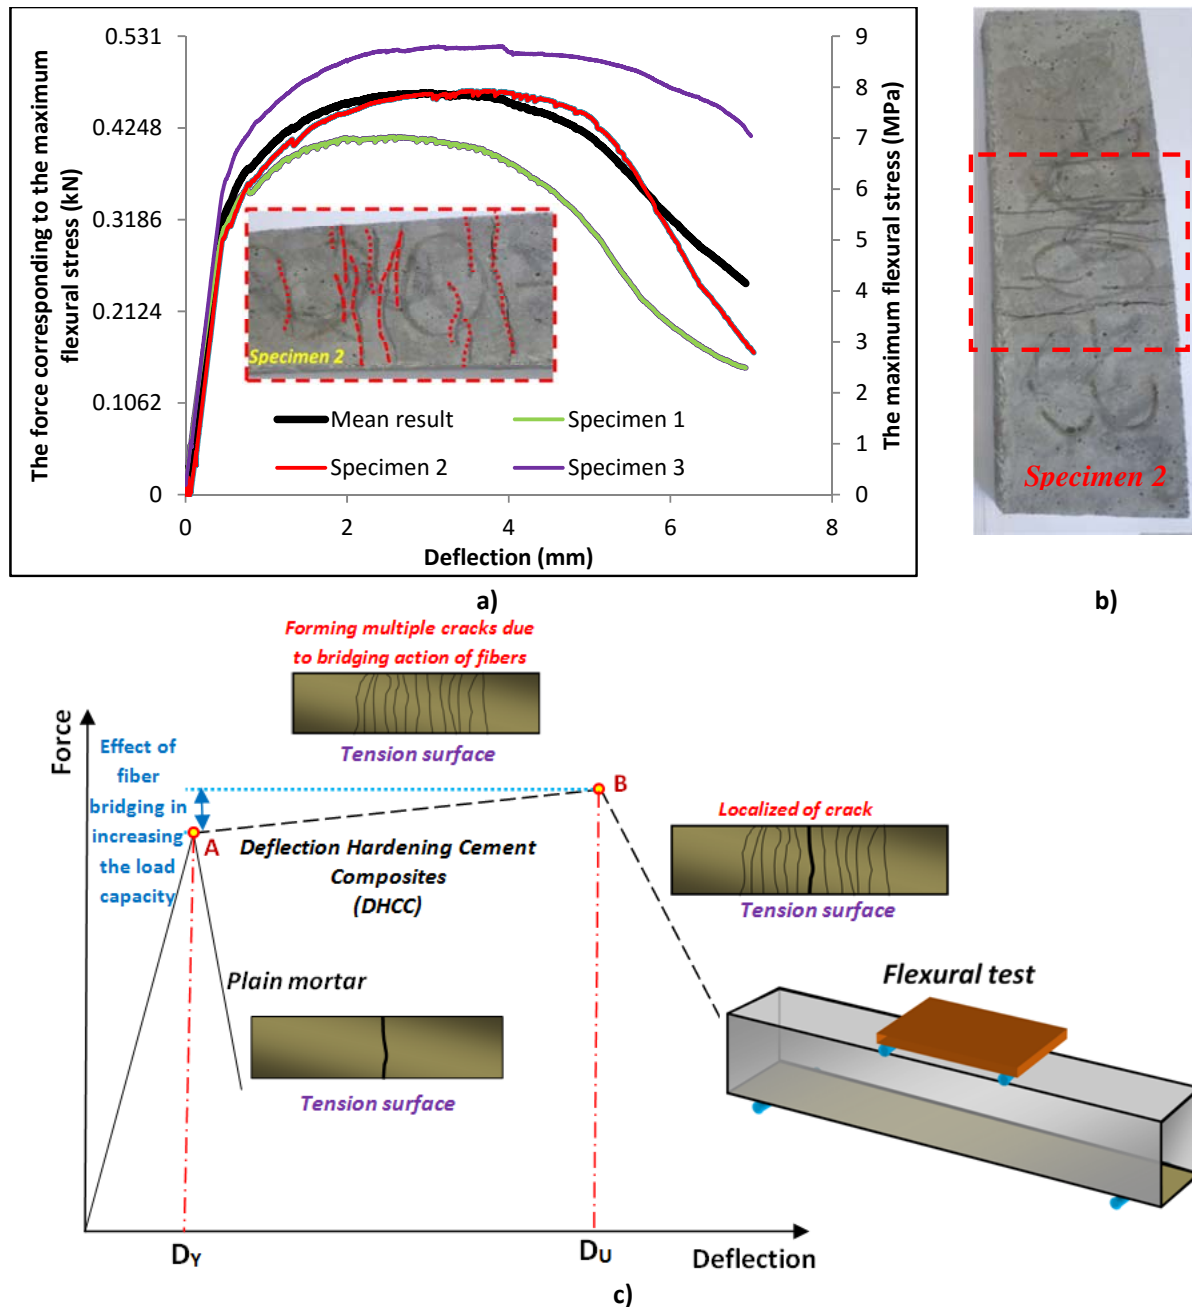 The force corresponding to the maximum
flexural stress (kN)
0.531
0.4248
0.3186
0.2124
0.1062
0
0
2
4
6
8
Deflection (mm)
9
8
7
6
5
4
3
2
1
0
The maximum flexural stress (MPa)
Specimen 2
Mean result
Specimen 1
Specimen 2
Specimen 3
a)
Specimen 2
b)
Forming multiple cracks due
to bridging action of fibers
Tension surface
Force
Effect of
fiber
bridging in
increasing
the load
capacity
A
B
Deflection Hardening Cement
Composites
(DHCC)
Localized of crack
Tension surface
Plain mortar
Tension surface
Flexural test
DY
DU
Deflection
c)